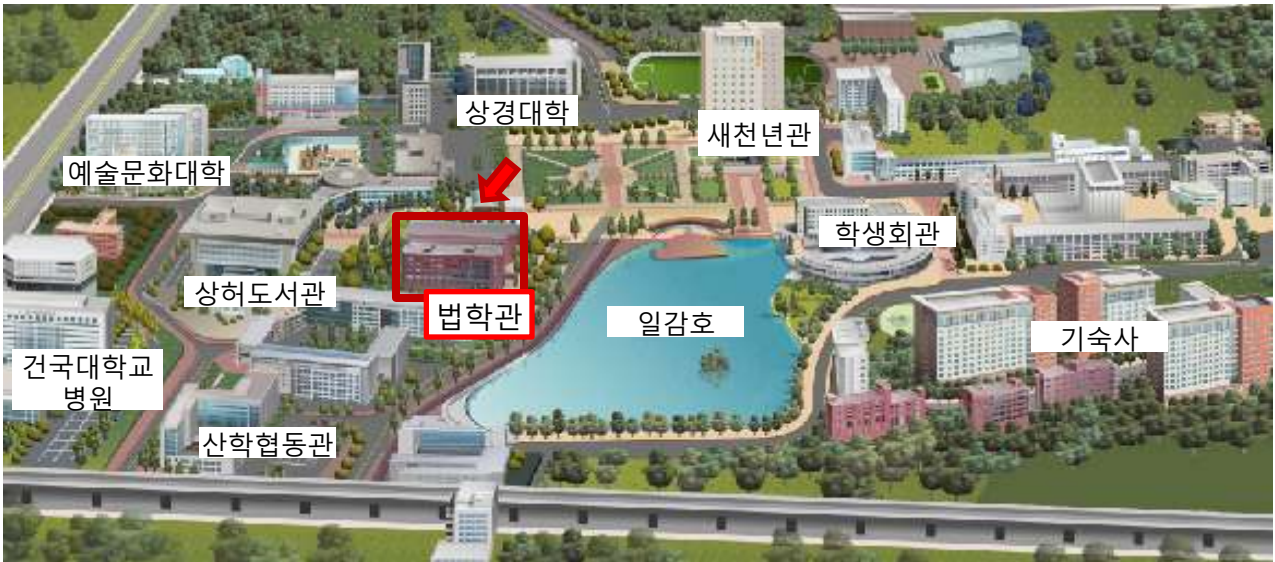 상경대학
새천년관
예술문화대학
학생회관
상허도서관
법학관
일감호
기숙사
건국대학교
병원
산학협동관